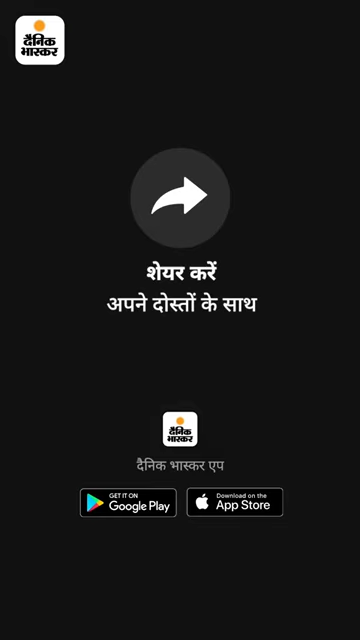 दैनिक
भास्कर
शेयर करें
अपने दोस्तों के साथ
दैनिक
भास्कर
दैनिक भास्कर एप
GET IT ON
Google Play
Download on the
App Store